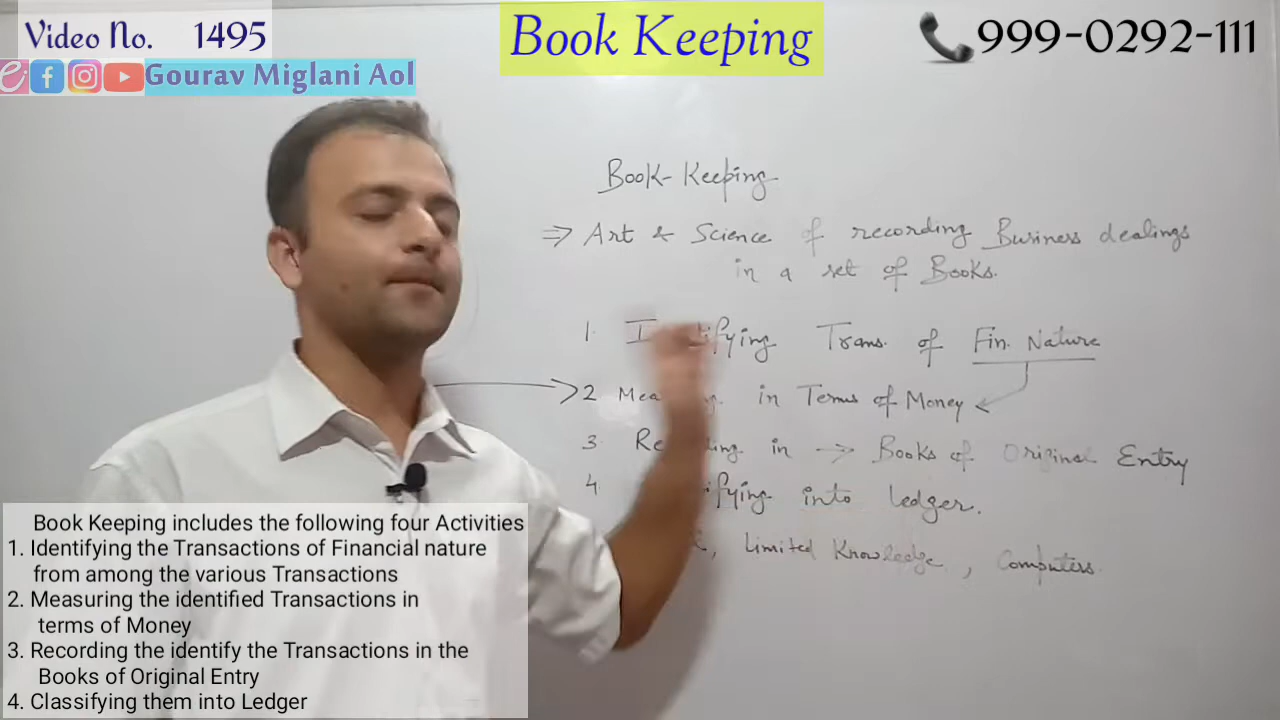 Video No. 1495
Book Keeping
999-0292-111
Gourav Miglani Aol
Book-Keeping
⇒ Art & Science of recording Business dealings
in a set of Books.
1. Identifying Trans. of Fin. Nature
2 Measuring in Terms of Money
3 Recording in → Books of Original Entry
4 into ledger.
, Limited Knowledge, Computers
Book Keeping includes the following four Activities
1. Identifying the Transactions of Financial nature
from among the various Transactions
2. Measuring the identified Transactions in
terms of Money
3. Recording the identify the Transactions in the
Books of Original Entry
4. Classifying them into Ledger